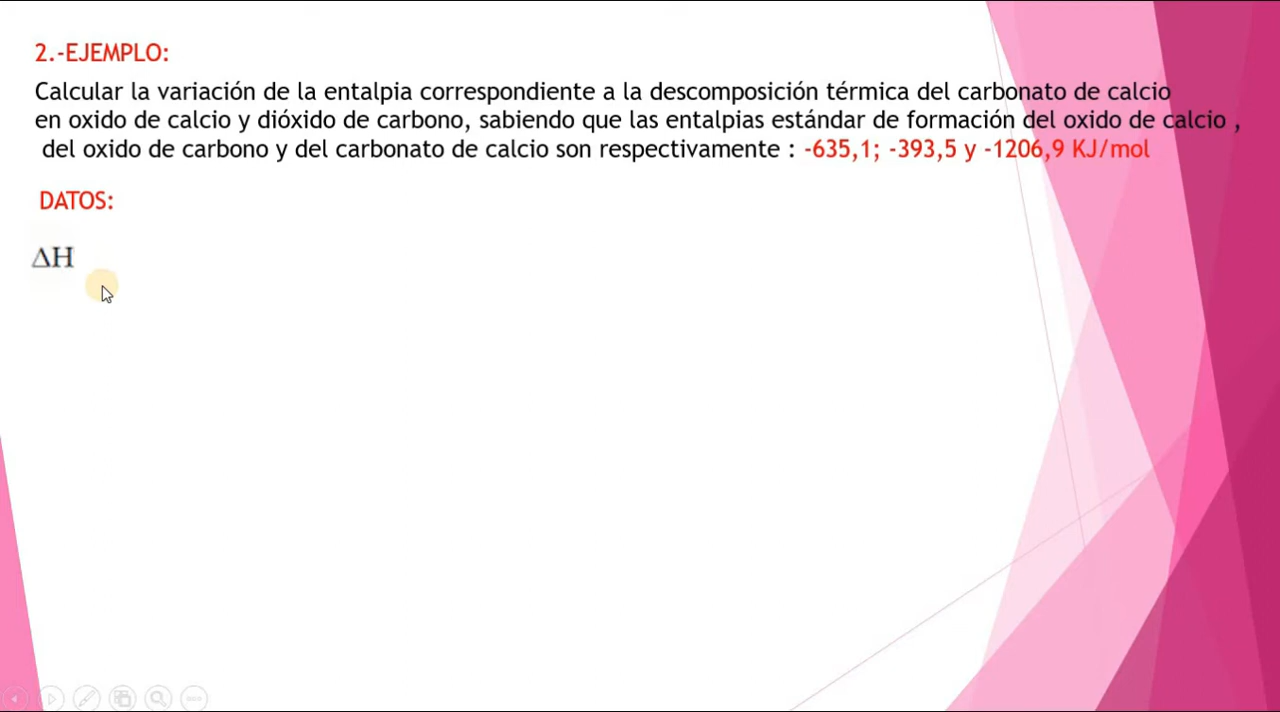 2.-EJEMPLO:
Calcular la variación de la entalpia correspondiente a la descomposición térmica del carbonato de calcio
en oxido de calcio y dióxido de carbono, sabiendo que las entalpias estándar de formación del oxido de calcio ,
del oxido de carbono y del carbonato de calcio son respectivamente : -635,1; -393,5 y -1206,9 KJ/mol
DATOS:
ΔH